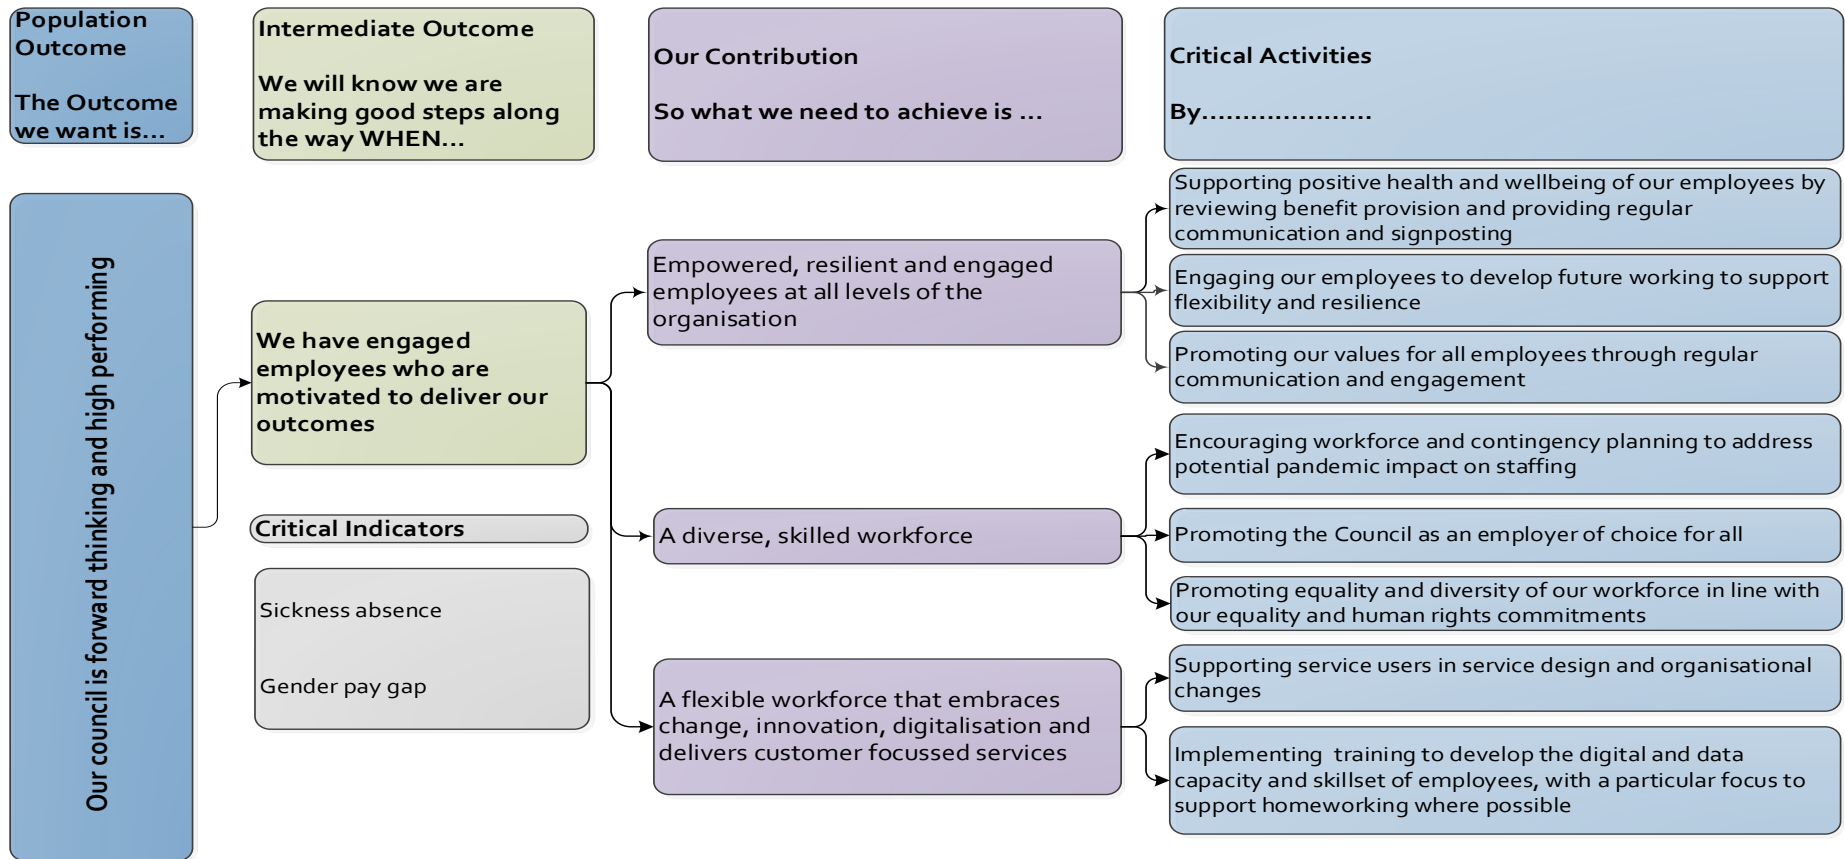 Population
Outcome
The Outcome
we want is...
Intermediate Outcome
We will know we are
making good steps along
the way WHEN...
Our Contribution
So what we need to achieve is ...
Critical Activities
By.....................
Our council is forward thinking and high performing
We have engaged
employees who are
motivated to deliver our
outcomes
Critical Indicators
Sickness absence
Gender pay gap
Empowered, resilient and engaged
employees at all levels of the
organisation
A diverse, skilled workforce
A flexible workforce that embraces
change, innovation, digitalisation and
delivers customer focussed services
Supporting positive health and wellbeing of our employees by
reviewing benefit provision and providing regular
communication and signposting
Engaging our employees to develop future working to support
flexibility and resilience
Promoting our values for all employees through regular
communication and engagement
Encouraging workforce and contingency planning to address
potential pandemic impact on staffing
Promoting the Council as an employer of choice for all
Promoting equality and diversity of our workforce in line with
our equality and human rights commitments
Supporting service users in service design and organisational
changes
Implementing  training to develop the digital and data
capacity and skillset of employees, with a particular focus to
support homeworking where possible